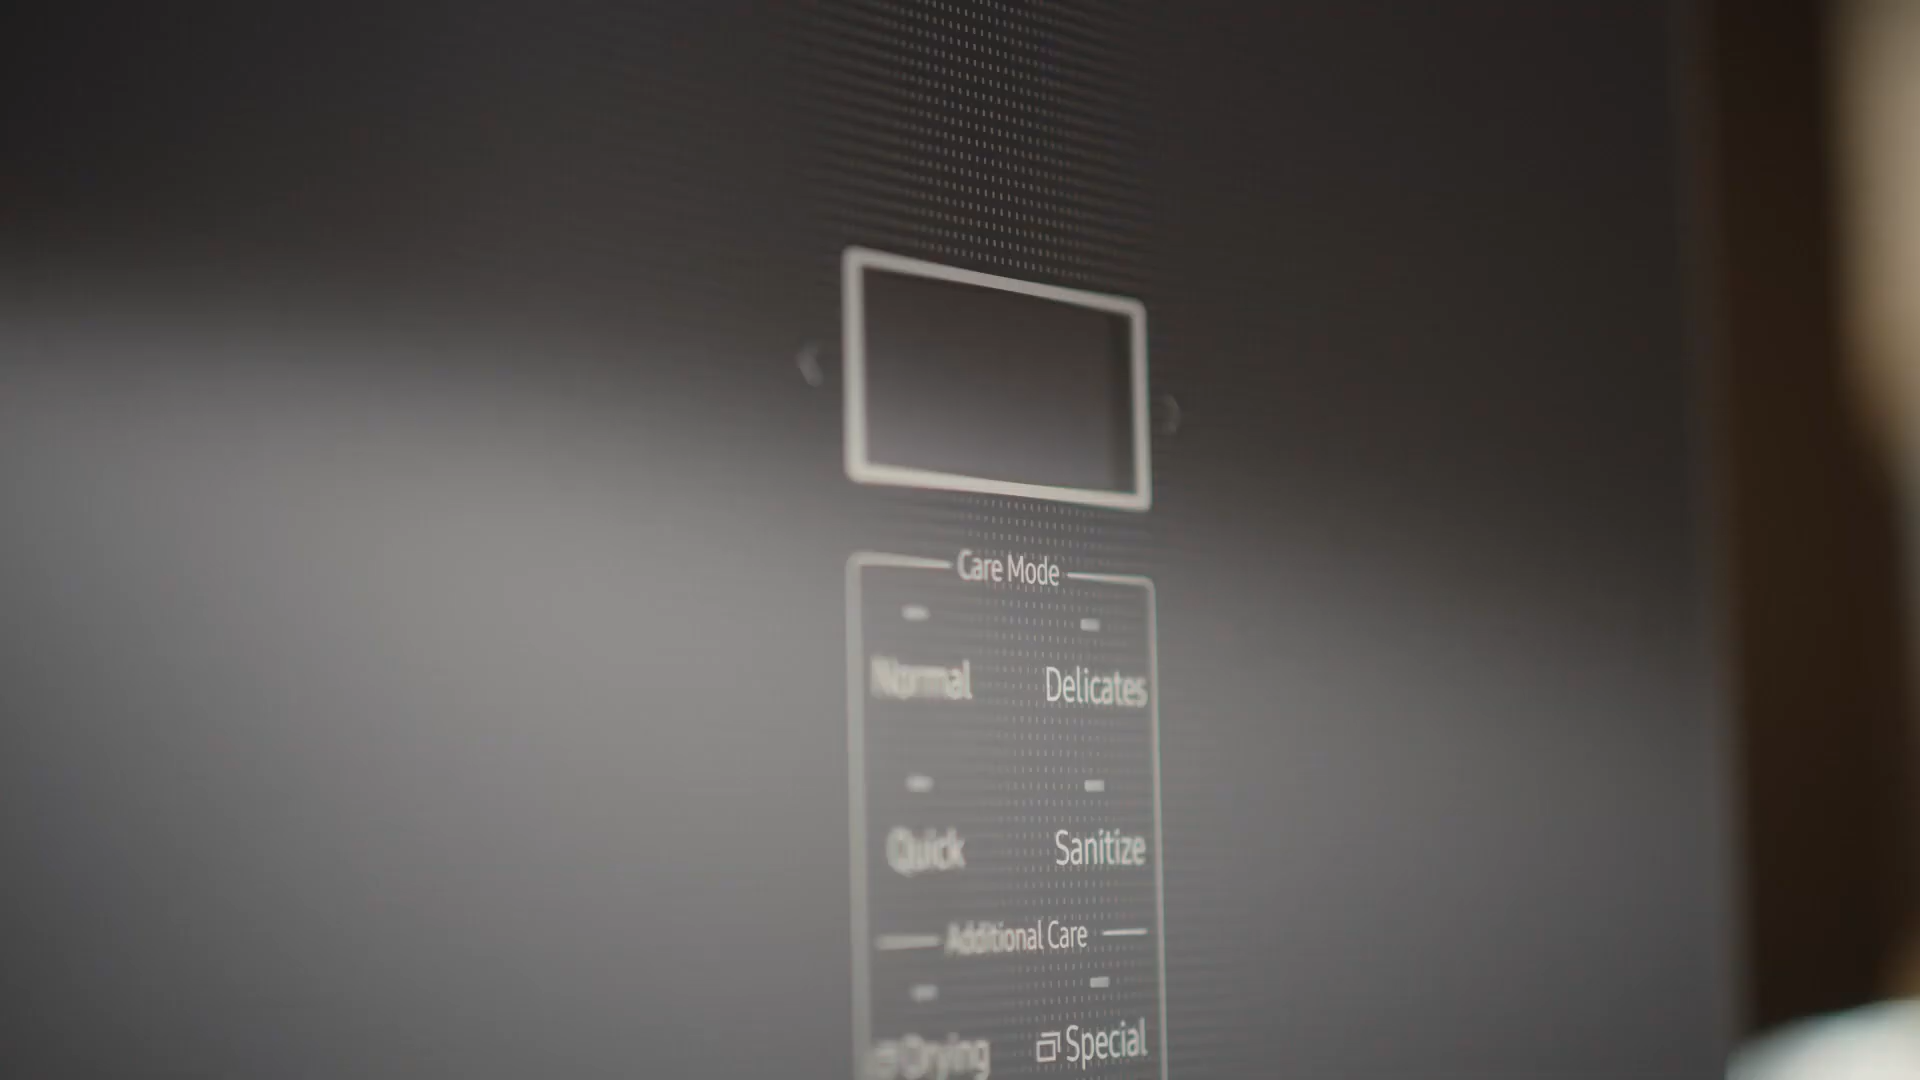 Care Mode
Normal Delicates
Quick Sanitize
Additional Care
Drying Special